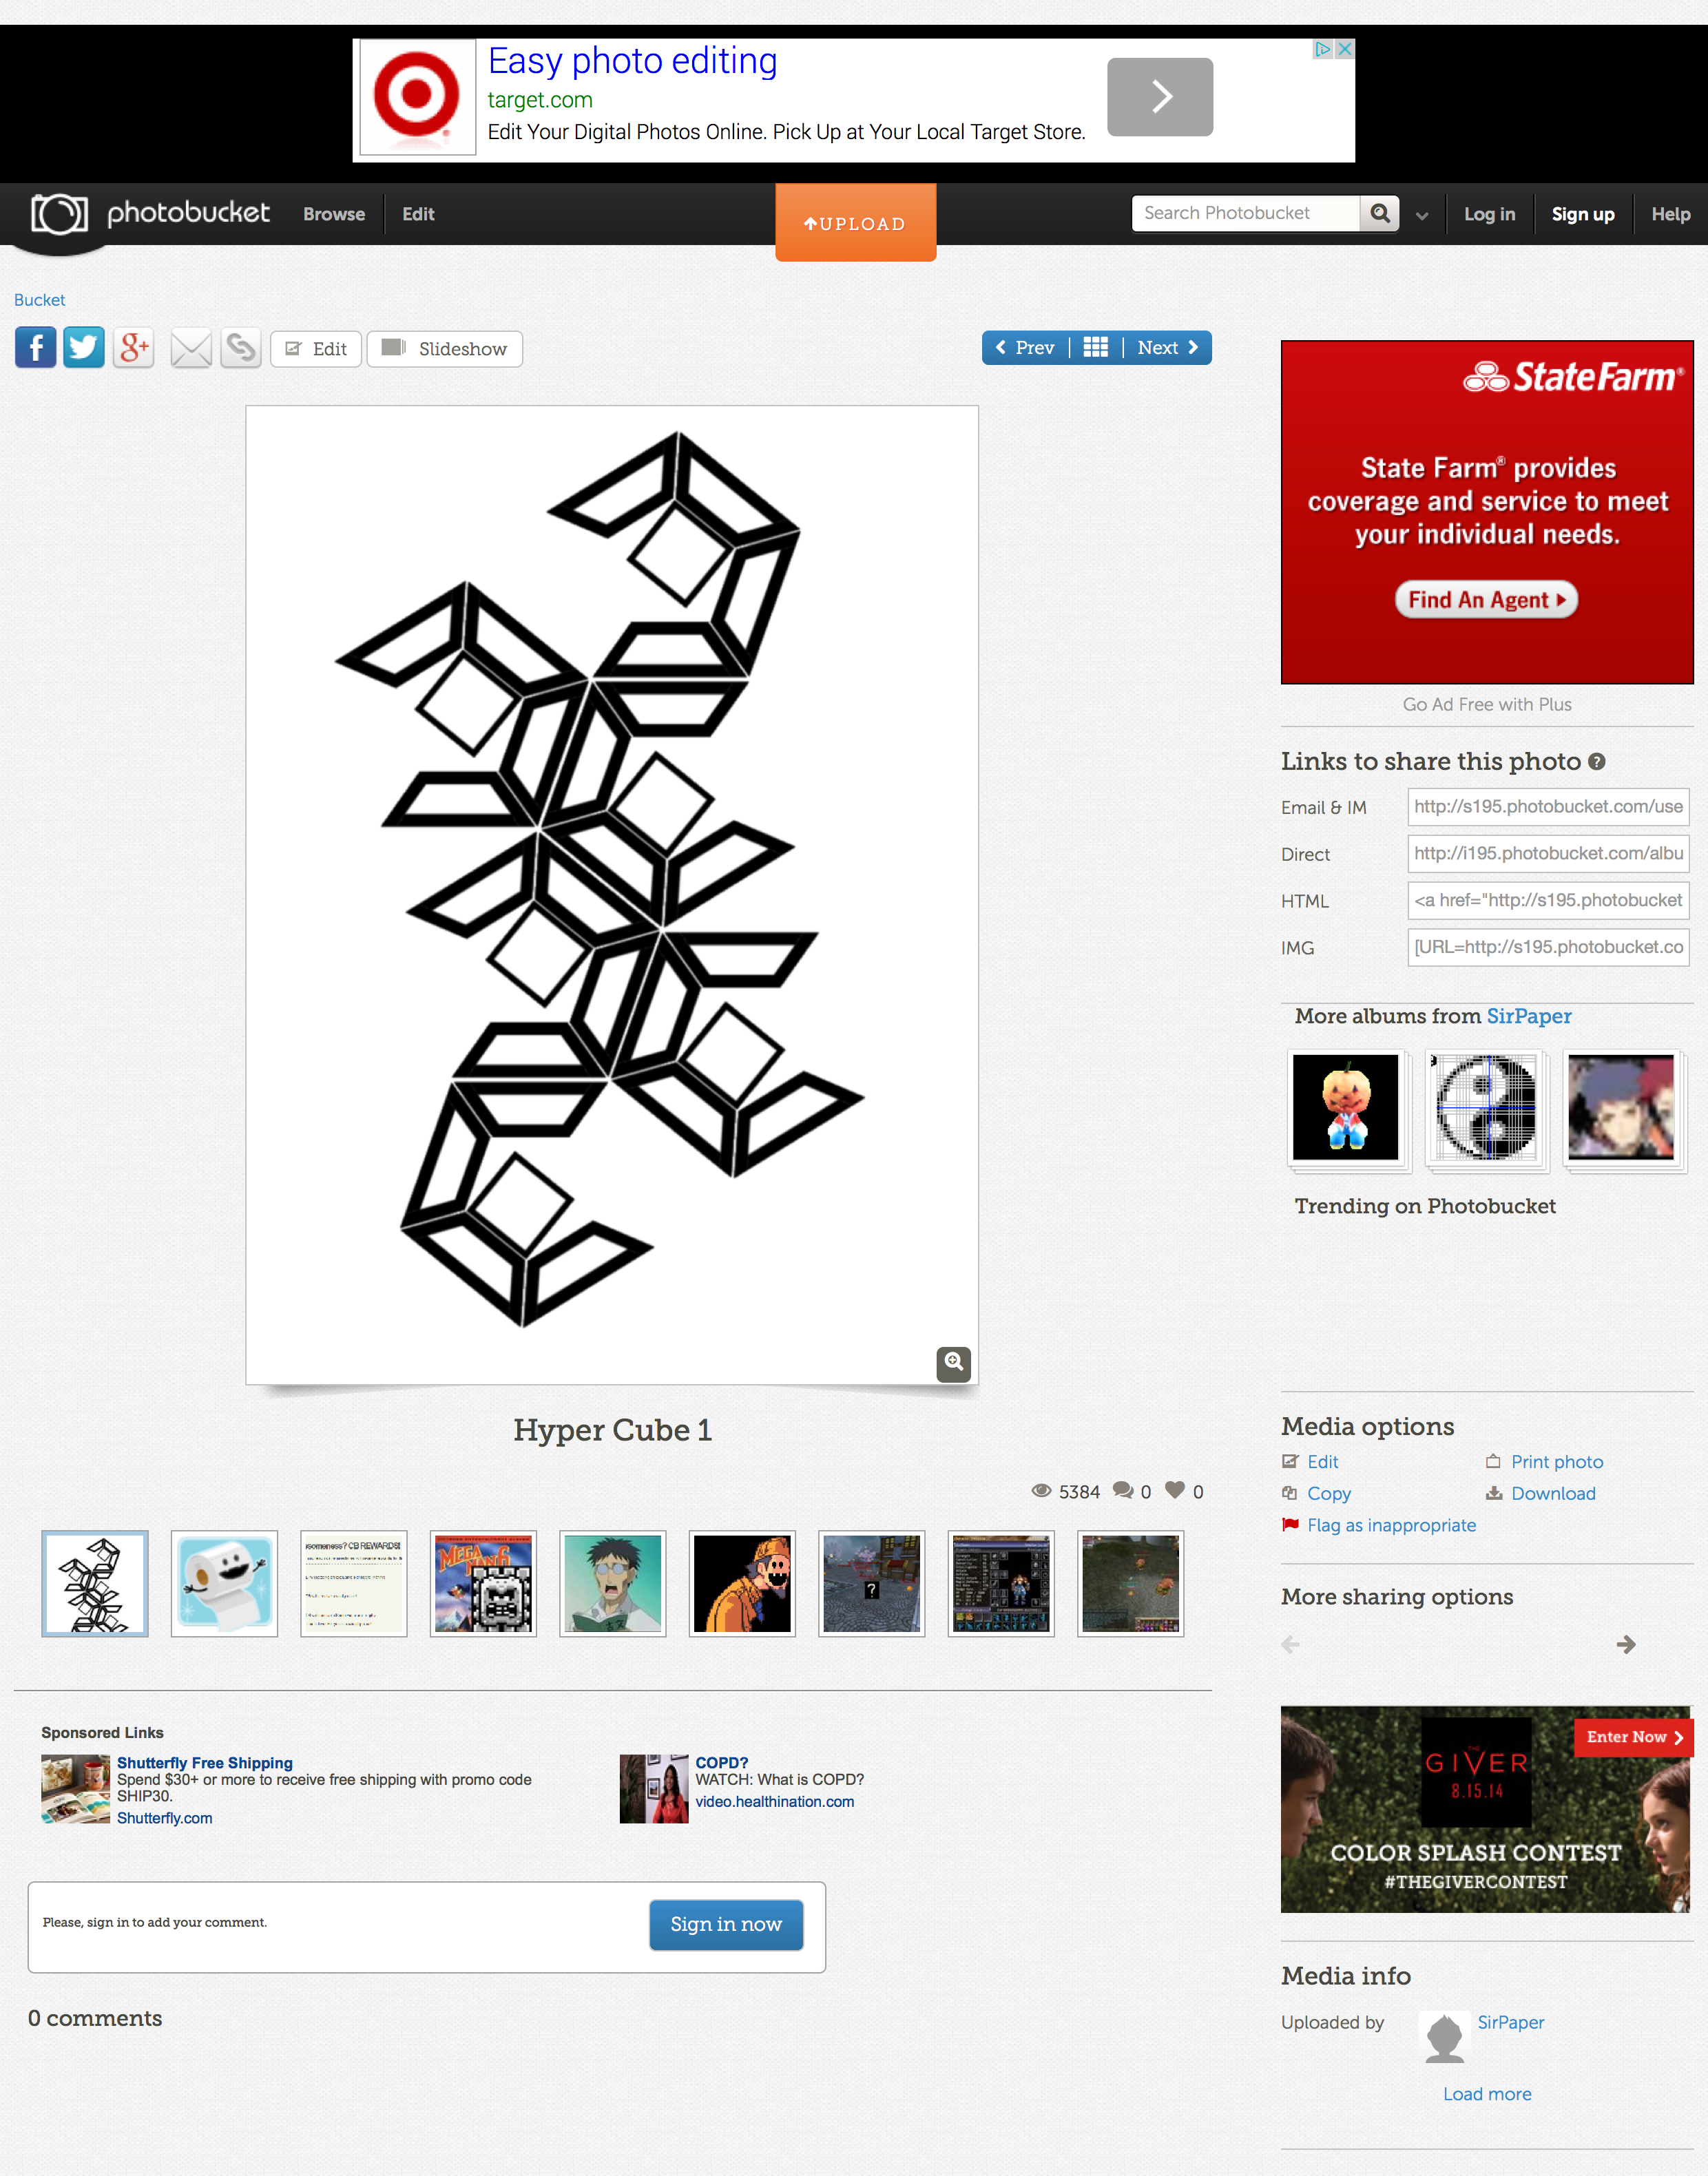 Easy photo editing
target.com
Edit Your Digital Photos Online. Pick Up at Your Local Target Store.
photobucket
Browse
Edit
UPLOAD
Search Photobucket
Log in
Sign up
Help
Bucket
Edit
Slideshow
Prev
Next
StateFarm®
State Farm® provides
coverage and service to meet
your individual needs.
Find An Agent
Go Ad Free with Plus
Links to share this photo ?
Email & IM
http://s195.photobucket.com/use
Direct
http://i195.photobucket.com/albu
HTML
<a href="http://s195.photobucket
IMG
[URL=http://s195.photobucket.co
More albums from SirPaper
Trending on Photobucket
Hyper Cube 1
5384
0
0
Media options
Edit
Print photo
Copy
Download
Flag as inappropriate
More sharing options
someness? CB REWARDS!
MEGA MAN 6
?
Sponsored Links
Shutterfly Free Shipping
Spend $30+ or more to receive free shipping with promo code
SHIP30.
Shutterfly.com
COPD?
WATCH: What is COPD?
video.healthination.com
Enter Now
THE
GIVER
8.15.14
COLOR SPLASH CONTEST
#THEGIVERCONTEST
Please, sign in to add your comment.
Sign in now
0 comments
Media info
Uploaded by
SirPaper
Load more